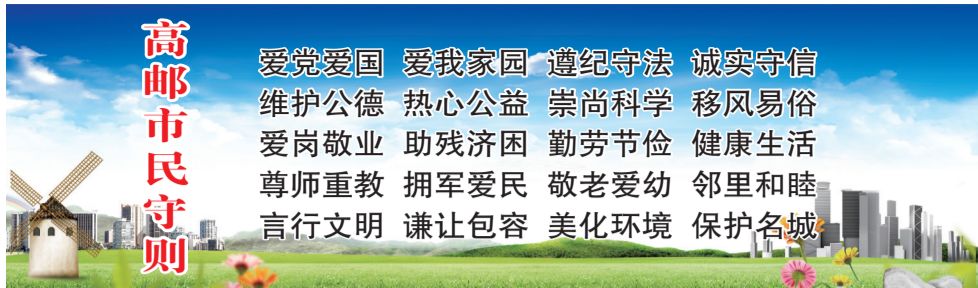 高邮市民守则
爱党爱国 爱我家园 遵纪守法 诚实守信
维护公德 热心公益 崇尚科学 移风易俗
爱岗敬业 助残济困 勤劳节俭 健康生活
尊师重教 拥军爱民 敬老爱幼 邻里和睦
言行文明 谦让包容 美化环境 保护名城